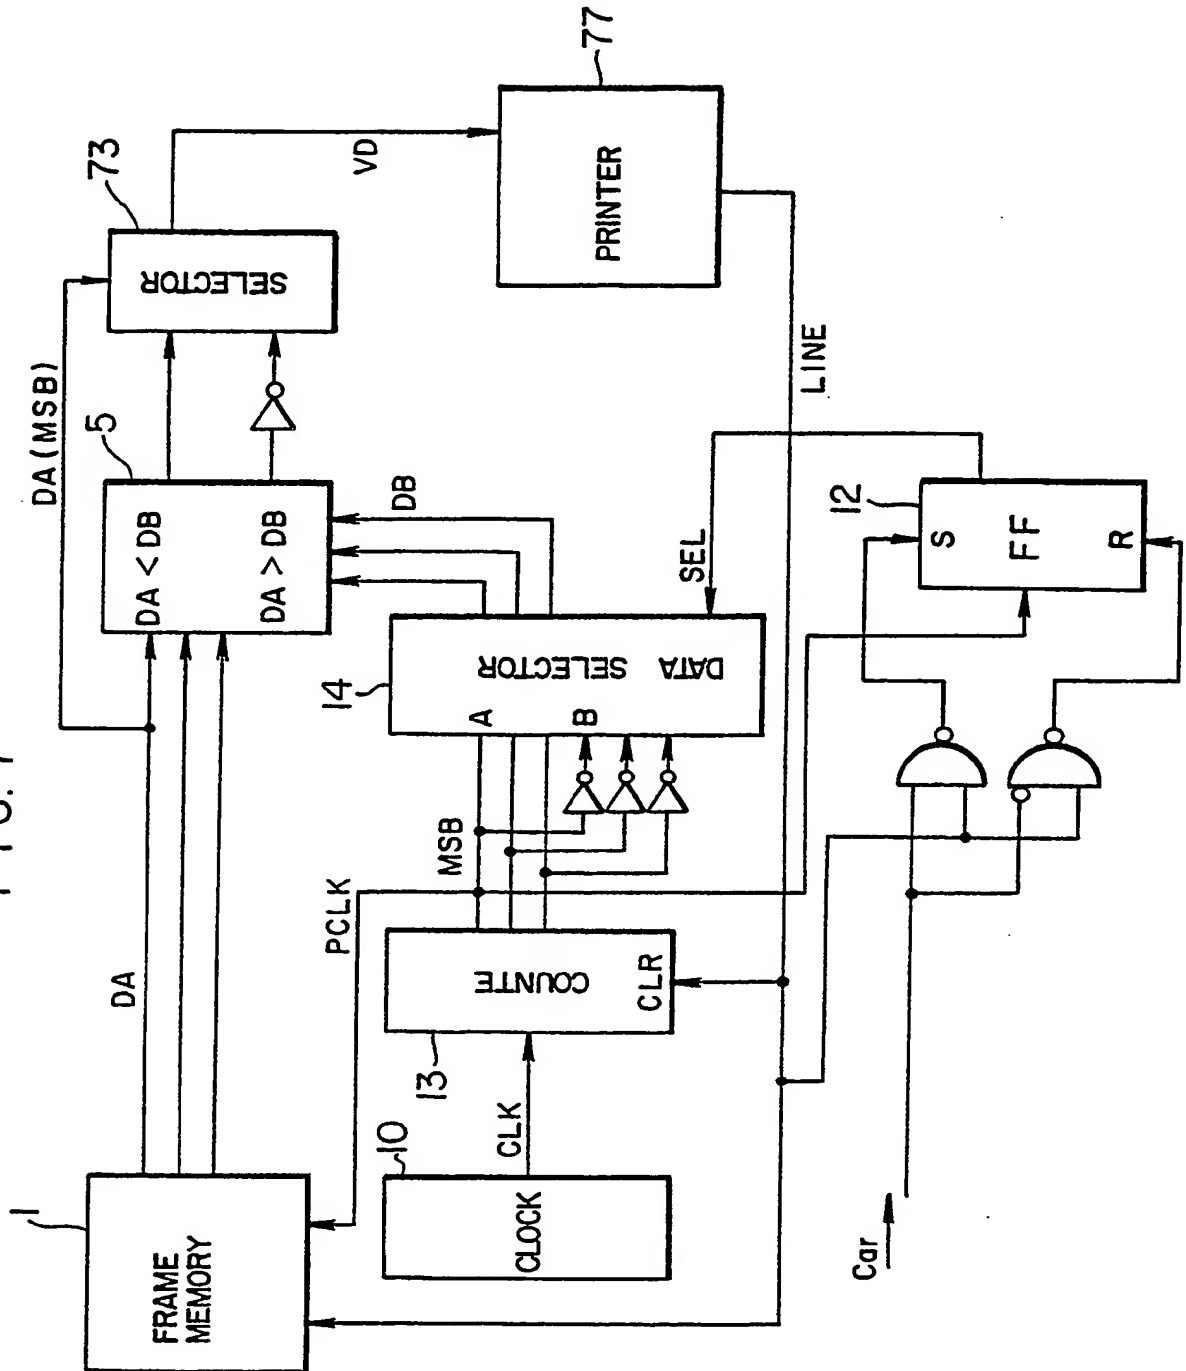 FIG. 7
1
FRAME
MEMORY
DA
DA (MSB)
5
DA < DB
DA > DB
73
SELECTOR
VD
77
PRINTER
DB
14
A
B
DATA
SELECTOR
SEL
MSB
PCLK
13
COUNTE
CLR
10
CLOCK
CLK
LINE
12
S
FF
R
Car